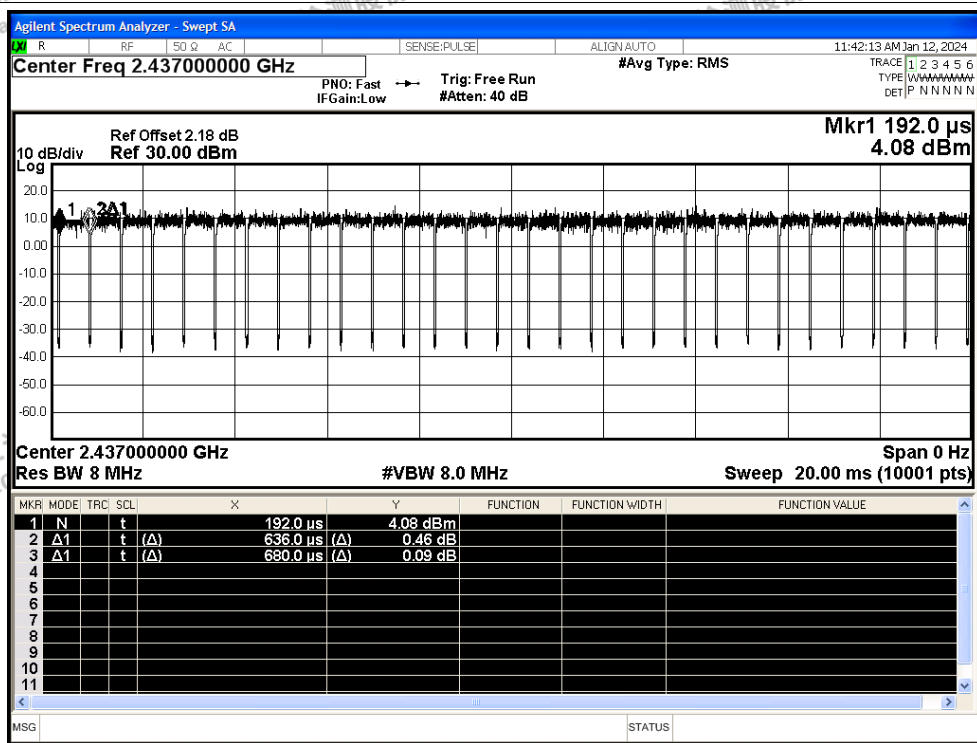 Agilent Spectrum Analyzer - Swept SA
LXI R RF 50 Ω AC SENSE:PULSE ALIGN AUTO 11:42:13 AM Jan 12, 2024
Center Freq 2.437000000 GHz
PNO: Fast
IFGain:Low
Trig: Free Run
#Atten: 40 dB
#Avg Type: RMS
TRACE 1 2 3 4 5 6
TYPE WWWWWW
DET P N N N N N
Mkr1 192.0 µs
4.08 dBm
Ref Offset 2.18 dB
10 dB/div Ref 30.00 dBm
Log
20.0
10.0
0.00
-10.0
-20.0
-30.0
-40.0
-50.0
-60.0
1 2Δ1
Center 2.437000000 GHz Span 0 Hz
Res BW 8 MHz #VBW 8.0 MHz Sweep 20.00 ms (10001 pts)
MKR MODE TRC SCL X Y FUNCTION FUNCTION WIDTH FUNCTION VALUE
1 N t 192.0 µs 4.08 dBm
2 Δ1 t (Δ) 636.0 µs (Δ) 0.46 dB
3 Δ1 t (Δ) 680.0 µs (Δ) 0.09 dB
4
5
6
7
8
9
10
11
MSG STATUS